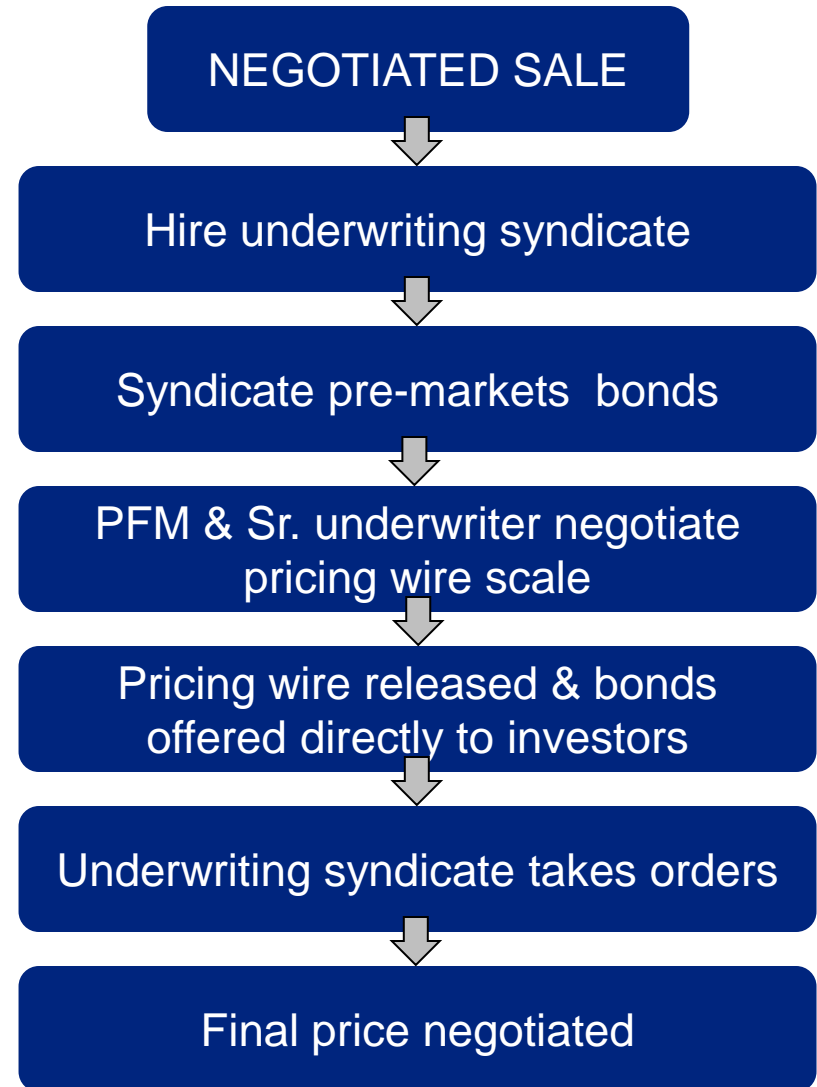 NEGOTIATED SALE
Hire underwriting syndicate
Syndicate pre-markets  bonds
PFM & Sr. underwriter negotiate
pricing wire scale
Pricing wire released & bonds
offered directly to investors
Underwriting syndicate takes orders
Final price negotiated